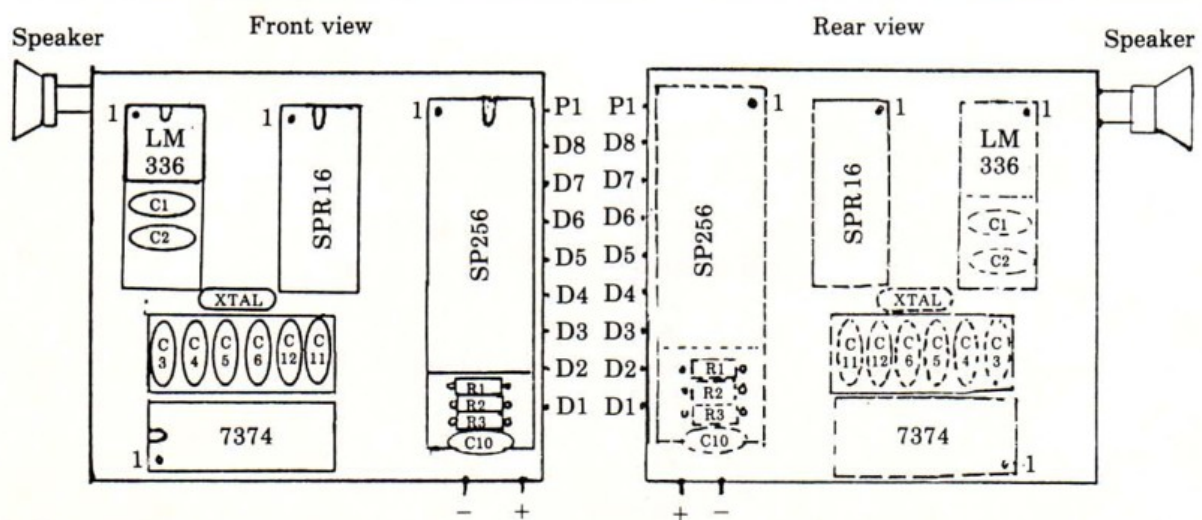 Front view
Speaker
1
LM
336
C1
C2
1
SPR16
1
SP256
XTAL
C
3
C
4
C
5
C
6
C
12
C
11
7374
1
R1
R2
R3
C10
P1
D8
D7
D6
D5
D4
D3
D2
D1
- +
Rear view
Speaker
P1
D8
D7
D6
D5
D4
D3
D2
D1
1
SP256
1
SPR16
1
LM
336
C1
C2
XTAL
C
11
C
12
C
6
C
5
C
4
C
3
R1
R2
R3
C10
7374
1
+ -